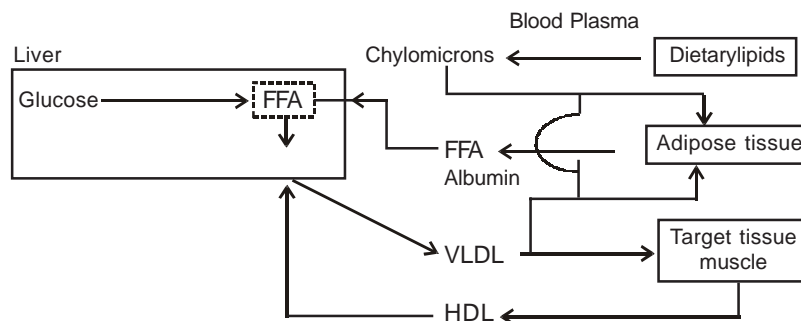 Blood Plasma
Liver
Chylomicrons
Dietarylipids
Glucose
FFA
FFA
Albumin
Adipose tissue
VLDL
Target tissue
muscle
HDL